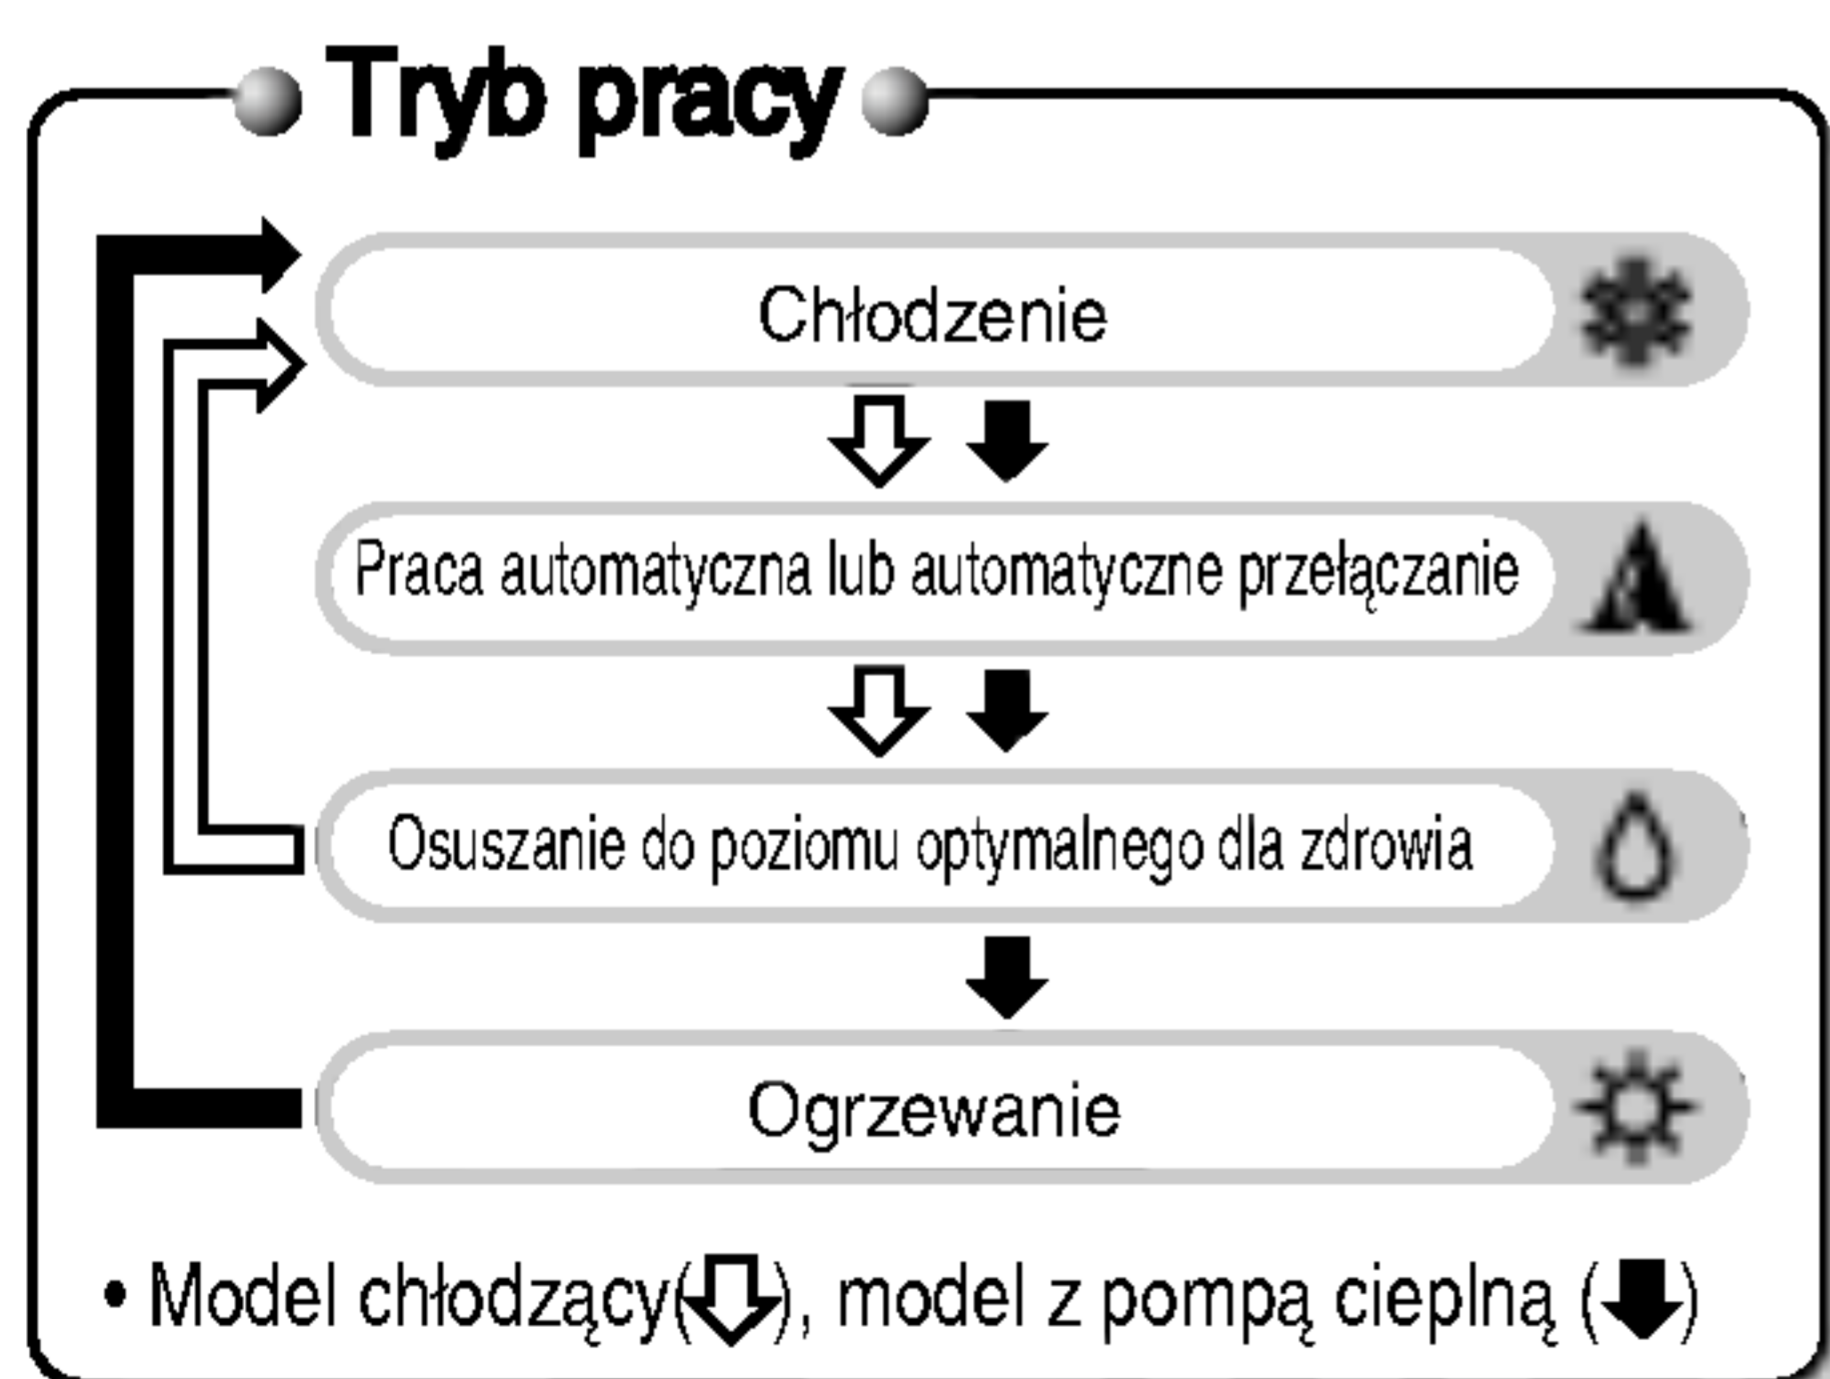 Tryb pracy
Chłodzenie
Praca automatyczna lub automatyczne przełączanie
Osuszanie do poziomu optymalnego dla zdrowia
Ogrzewanie
• Model chłodzący(), model z pompą cieplną ()